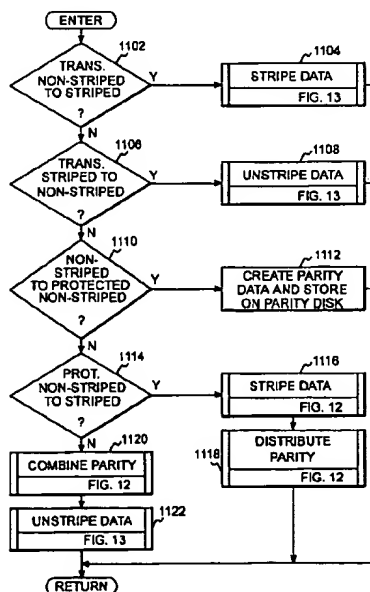 ENTER
1102
TRANS.
NON-STRIPED
TO STRIPED
?
Y
N
1104
STRIPE DATA
FIG. 13
1106
TRANS.
STRIPED TO
NON-STRIPED
?
Y
N
1108
UNSTRIPE DATA
FIG. 13
1110
NON-
STRIPED
TO PROTECTED
NON-STRIPED
?
Y
N
1112
CREATE PARITY
DATA AND STORE
ON PARITY DISK
1114
PROT.
NON-STRIPED
TO STRIPED
?
Y
N
1116
STRIPE DATA
FIG. 12
1118
DISTRIBUTE
PARITY
FIG. 12
1120
COMBINE PARITY
FIG. 12
1122
UNSTRIPE DATA
FIG. 13
RETURN